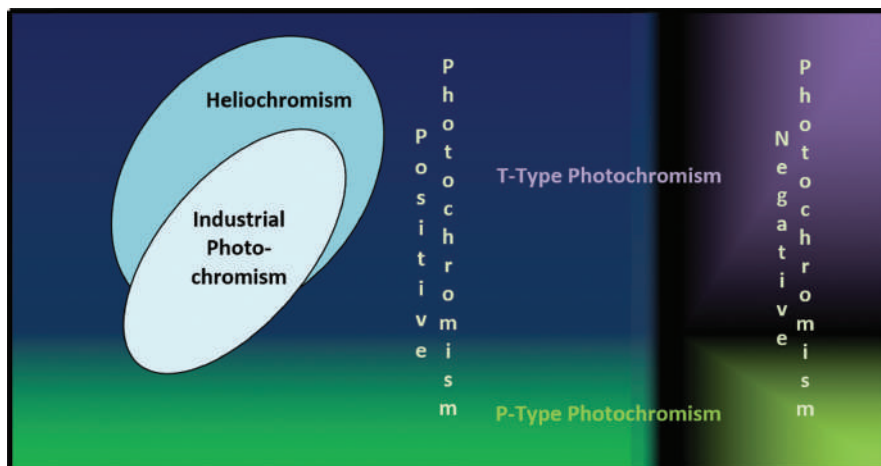 Heliochromism
Industrial
Photo-
chromism
Positive
Photochromism
T-Type Photochromism
P-Type Photochromism
Negative
Photochromism